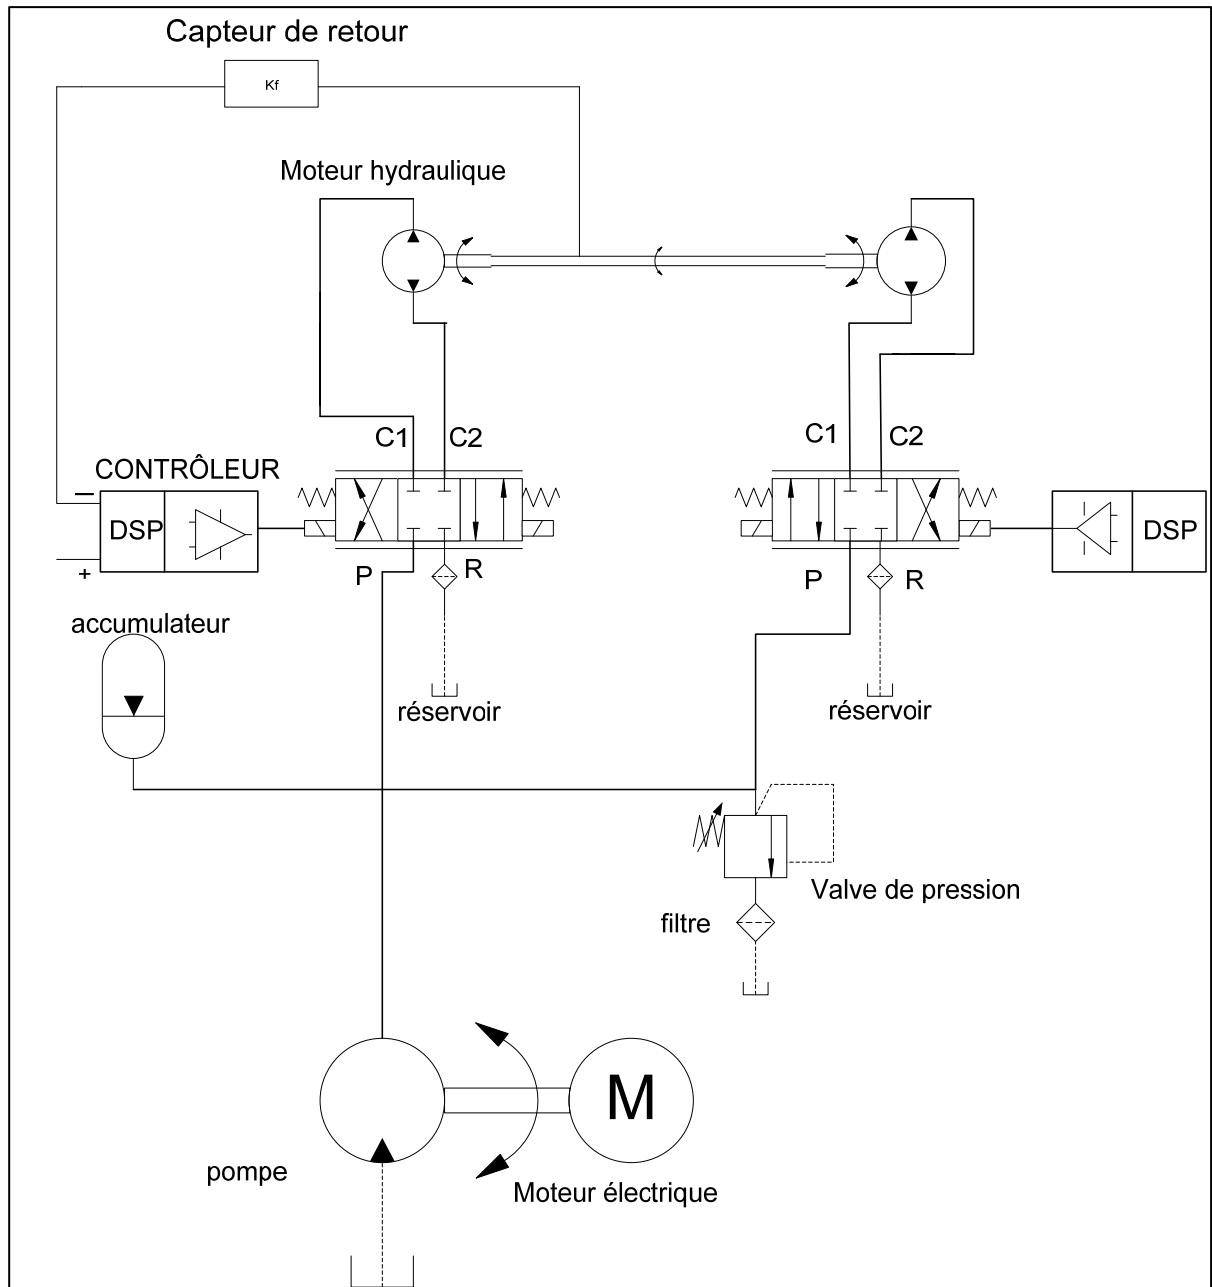 Capteur de retour
Kf
Moteur hydraulique
C1 C2
C1 C2
CONTRÔLEUR
−
DSP
+
DSP
P R
P R
accumulateur
réservoir
réservoir
Valve de pression
filtre
M
pompe
Moteur électrique